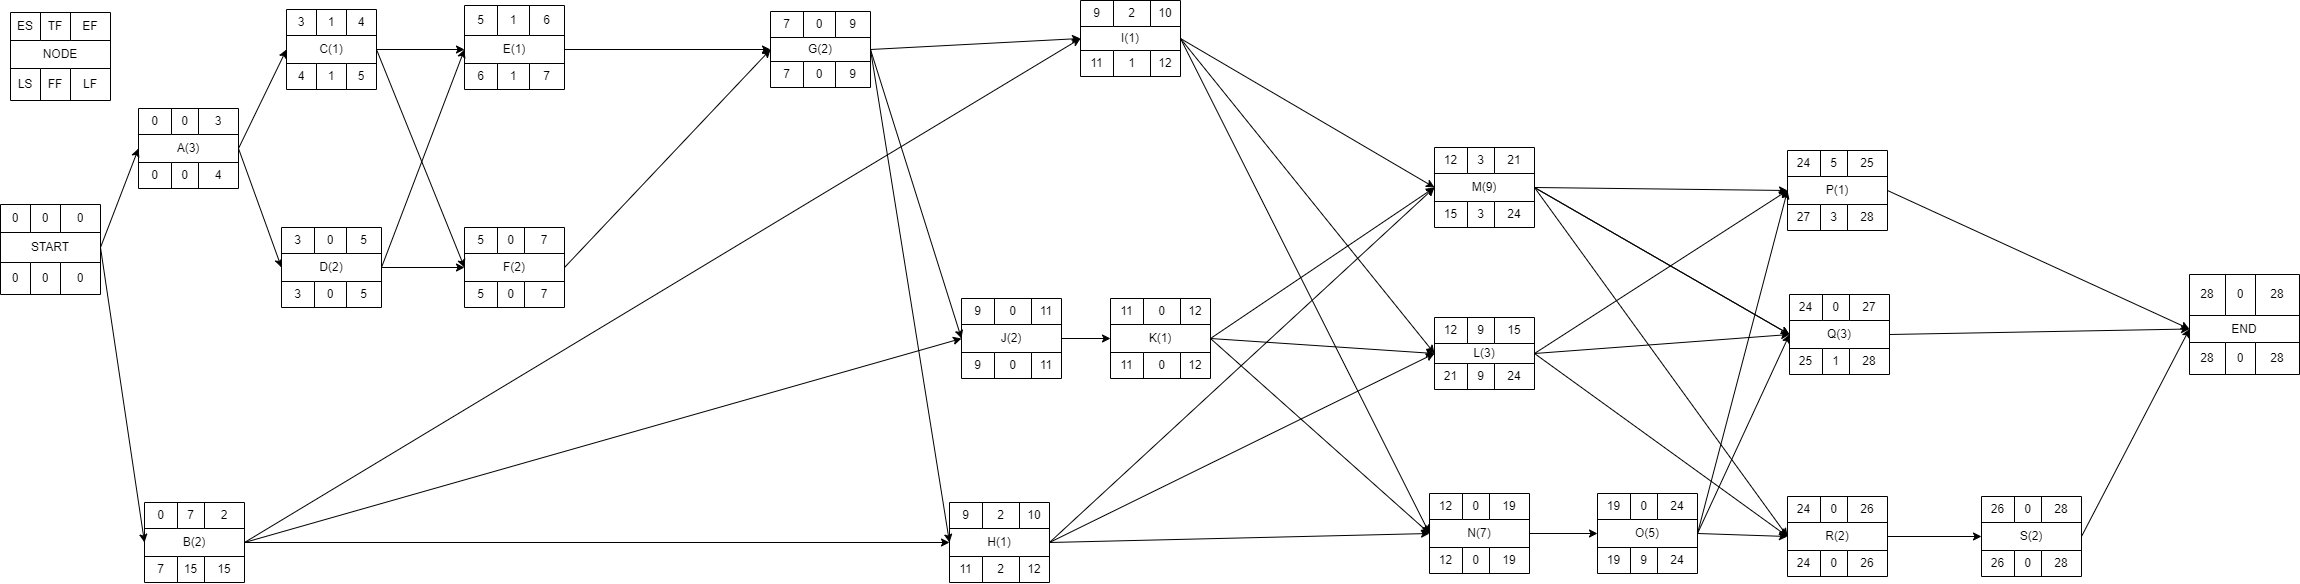 ES TF EF
NODE
LS FF LF
0 0 0
START
0 0 0
0 0 3
A(3)
0 0 4
0 7 2
B(2)
7 15 15
3 1 4
C(1)
4 1 5
3 0 5
D(2)
3 0 5
5 1 6
E(1)
6 1 7
5 0 7
F(2)
5 0 7
7 0 9
G(2)
7 0 9
9 2 10
I(1)
11 1 12
9 0 11
J(2)
9 0 11
9 2 10
H(1)
11 2 12
11 0 12
K(1)
11 0 12
12 3 21
M(9)
15 3 24
12 9 15
L(3)
21 9 24
12 0 19
N(7)
12 0 19
19 0 24
O(5)
19 9 24
24 5 25
P(1)
27 3 28
24 0 27
Q(3)
25 1 28
24 0 26
R(2)
24 0 26
26 0 28
S(2)
26 0 28
28 0 28
END
28 0 28